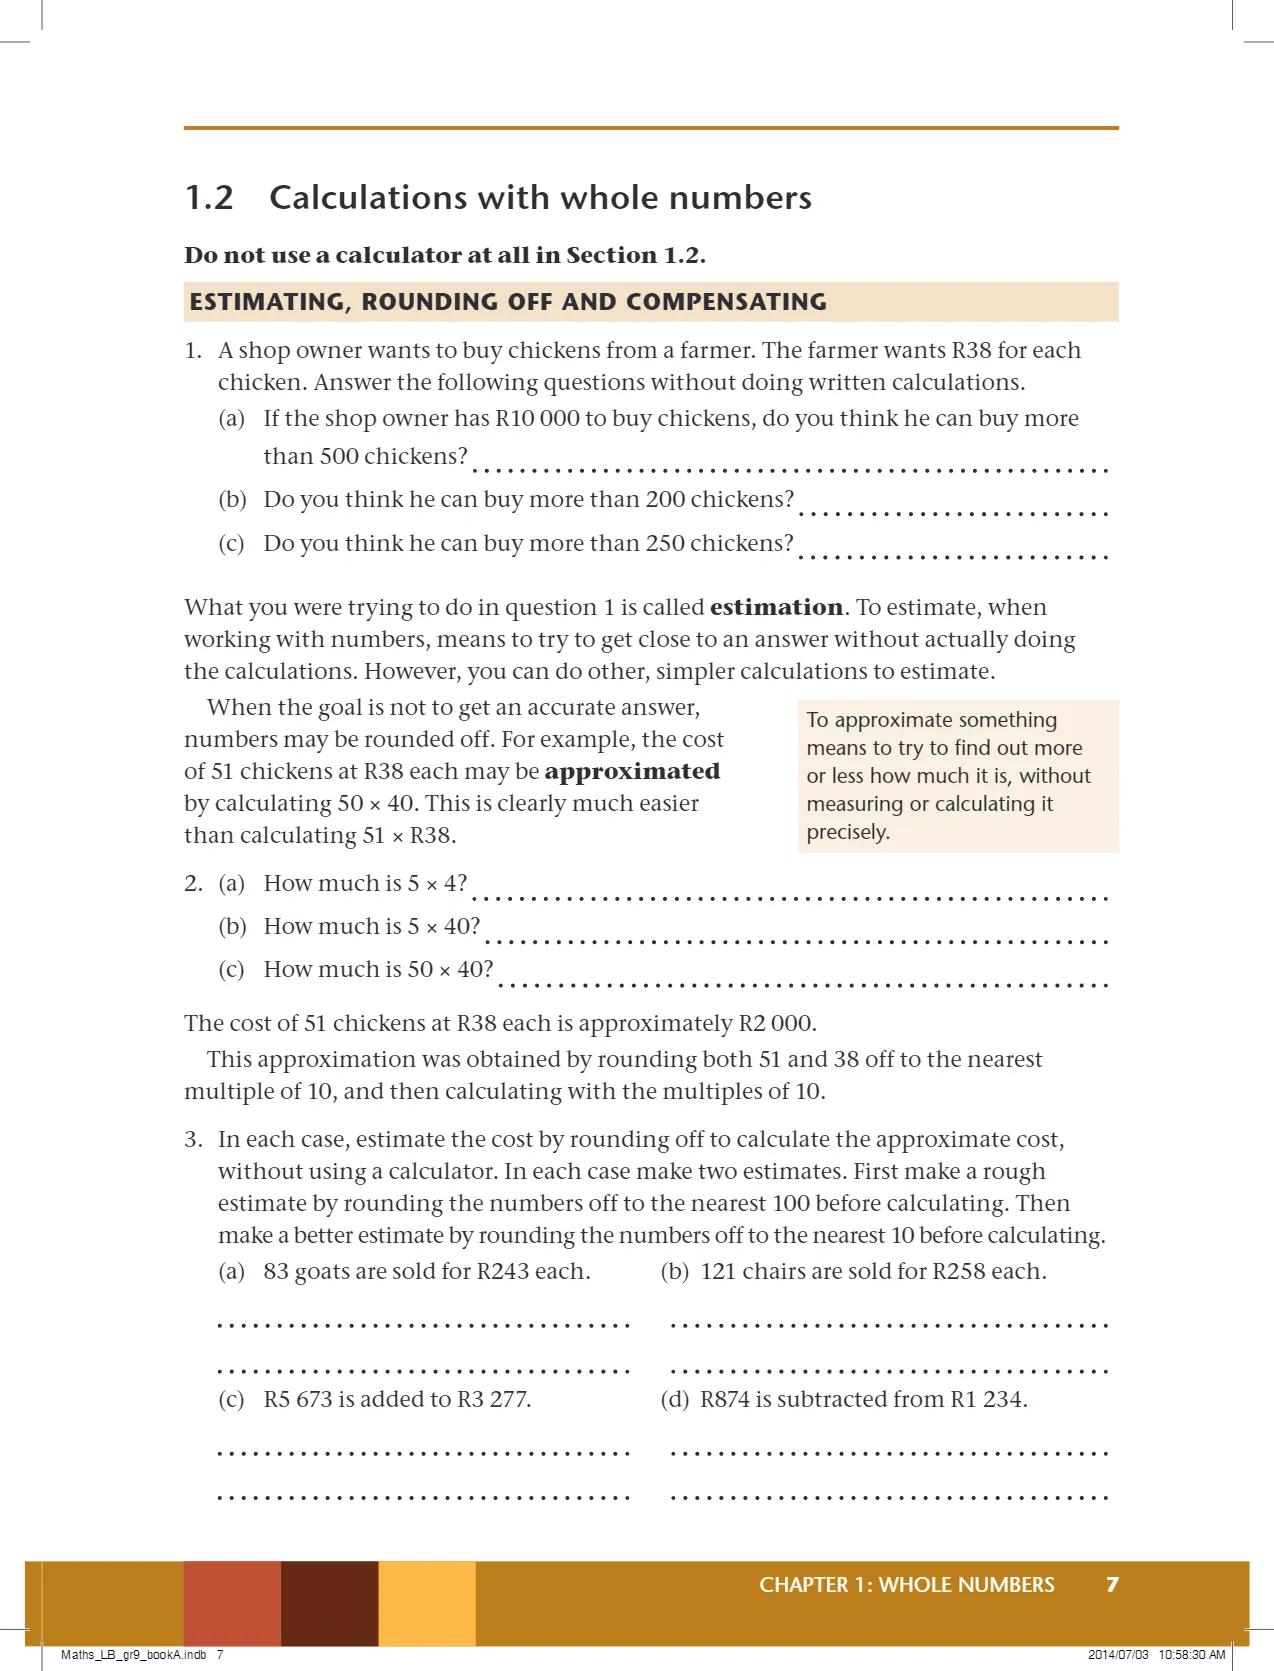 1.2 Calculations with whole numbers
Do not use a calculator at all in Section 1.2.
ESTIMATING, ROUNDING OFF AND COMPENSATING
1. A shop owner wants to buy chickens from a farmer. The farmer wants R38 for each
chicken. Answer the following questions without doing written calculations.
(a) If the shop owner has R10 000 to buy chickens, do you think he can buy more
than 500 chickens?
(b) Do you think he can buy more than 200 chickens?
(c) Do you think he can buy more than 250 chickens?
What you were trying to do in question 1 is called estimation. To estimate, when
working with numbers, means to try to get close to an answer without actually doing
the calculations. However, you can do other, simpler calculations to estimate.
When the goal is not to get an accurate answer,
numbers may be rounded off. For example, the cost
of 51 chickens at R38 each may be approximated
by calculating 50 × 40. This is clearly much easier
than calculating 51 × R38.
To approximate something
means to try to find out more
or less how much it is, without
measuring or calculating it
precisely.
2. (a) How much is 5 × 4?
(b) How much is 5 × 40?
(c) How much is 50 × 40?
The cost of 51 chickens at R38 each is approximately R2 000.
This approximation was obtained by rounding both 51 and 38 off to the nearest
multiple of 10, and then calculating with the multiples of 10.
3. In each case, estimate the cost by rounding off to calculate the approximate cost,
without using a calculator. In each case make two estimates. First make a rough
estimate by rounding the numbers off to the nearest 100 before calculating. Then
make a better estimate by rounding the numbers off to the nearest 10 before calculating.
(a) 83 goats are sold for R243 each. (b) 121 chairs are sold for R258 each.
(c) R5 673 is added to R3 277. (d) R874 is subtracted from R1 234.
CHAPTER 1: WHOLE NUMBERS 7
Maths_LB_gr9_bookA.indb 7 2014/07/03 10:58:30 AM